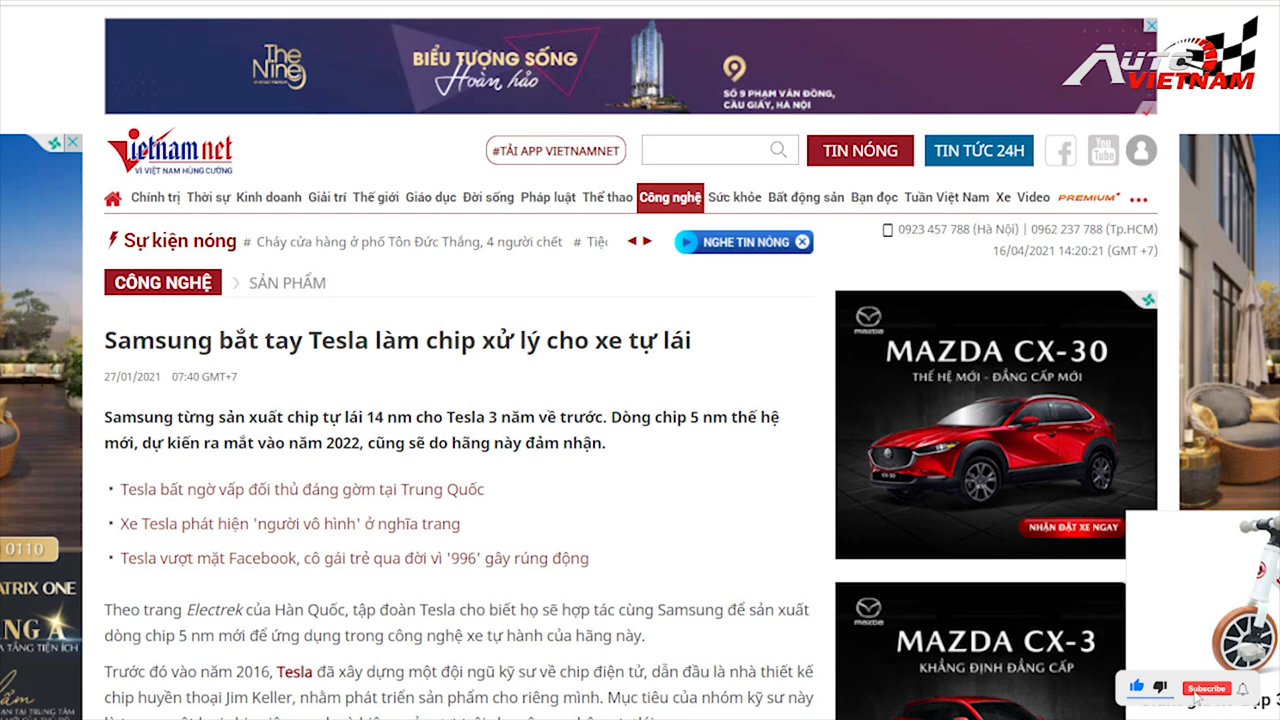 The
Nine
BIỂU TƯỢNG SỐNG
Hoàn hảo
9
SỐ 9 PHẠM VĂN ĐỒNG,
CẦU GIẤY, HÀ NỘI
AUTO
VIETNAM
Vietnam net
VÌ VIỆT NAM HÙNG CƯỜNG
#TẢI APP VIETNAMNET
TIN NÓNG
TIN TỨC 24H
You
Tube
Chính trị Thời sự Kinh doanh Giải trí Thế giới Giáo dục Đời sống Pháp luật Thể thao Công nghệ Sức khỏe Bất động sản Bạn đọc Tuần Việt Nam Xe Video PREMIUM
Sự kiện nóng # Cháy cửa hàng ở phố Tôn Đức Thắng, 4 người chết #
NGHE TIN NÓNG
0923 457 788 (Hà Nội) | 0962 237 788 (Tp.HCM)
16/04/2021 14:20:21 (GMT +7)
CÔNG NGHỆ > SẢN PHẨM
Samsung bắt tay Tesla làm chip xử lý cho xe tự lái
27/01/2021 07:40 GMT+7
Samsung từng sản xuất chip tự lái 14 nm cho Tesla 3 năm về trước. Dòng chip 5 nm thế hệ
mới, dự kiến ra mắt vào năm 2022, cũng sẽ do hãng này đảm nhận.
Tesla bất ngờ vấp đối thủ đáng gờm tại Trung Quốc
Xe Tesla phát hiện 'người vô hình' ở nghĩa trang
Tesla vượt mặt Facebook, cô gái trẻ qua đời vì '996' gây rúng động
Theo trang Electrek của Hàn Quốc, tập đoàn Tesla cho biết họ sẽ hợp tác cùng Samsung để sản xuất
dòng chip 5 nm mới để ứng dụng trong công nghệ xe tự hành của hãng này.
Trước đó vào năm 2016, Tesla đã xây dựng một đội ngũ kỹ sư về chip điện tử, dẫn đầu là nhà thiết kế
chip huyền thoại Jim Keller, nhằm phát triển sản phẩm cho riêng mình. Mục tiêu của nhóm kỹ sư này
mazDa
MAZDA CX-30
THẾ HỆ MỚI - ĐẲNG CẤP MỚI
CX-30
NHẬN ĐẶT XE NGAY
mazDa
MAZDA CX-3
KHẲNG ĐỊNH ĐẲNG CẤP
0110
ATRIX ONE
NG A
TẦNG TIỆN ÍCH
Subscribe